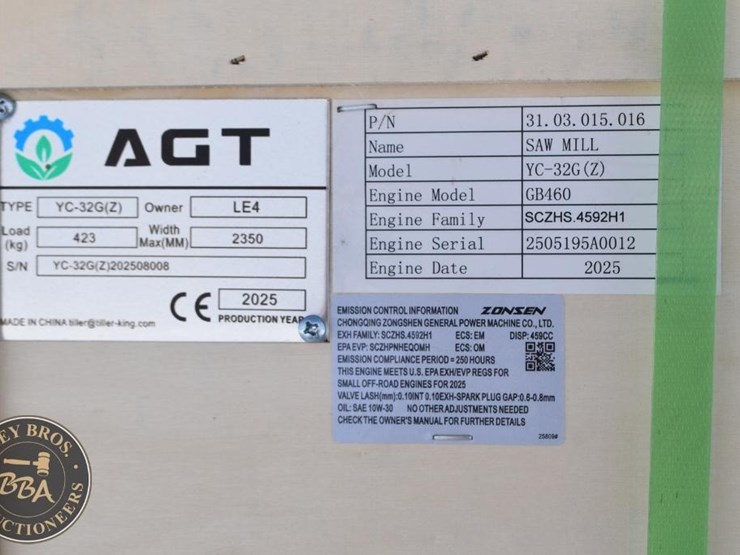 AGT
TYPE YC-32G(Z) Owner LE4
Load (kg) 423 Width Max(MM) 2350
S/N YC-32G(Z)202508008
CE 2025
MADE IN CHINA tiller@tiller-king.com PRODUCTION YEAR
P/N 31.03.015.016
Name SAW MILL
Model YC-32G(Z)
Engine Model GB460
Engine Family SCZHS.4592H1
Engine Serial 2505195A0012
Engine Date 2025
EMISSION CONTROL INFORMATION ZONSEN
CHONGQING ZONGSHEN GENERAL POWER MACHINE CO., LTD.
EXH FAMILY: SCZHS.4592H1 ECS: EM DISP: 459CC
EPA EVP: SCZHPNHEQOMH ECS: OM
EMISSION COMPLIANCE PERIOD = 250 HOURS
THIS ENGINE MEETS U.S. EPA EXH/EVP REGS FOR
SMALL OFF-ROAD ENGINES FOR 2025
VALVE LASH(mm):0.10INT 0.10EXH-SPARK PLUG GAP:0.6-0.8mm
OIL: SAE 10W-30 NO OTHER ADJUSTMENTS NEEDED
CHECK THE OWNER'S MANUAL FOR FURTHER DETAILS
25809#
EY BROS.
BBA
CTIONEERS